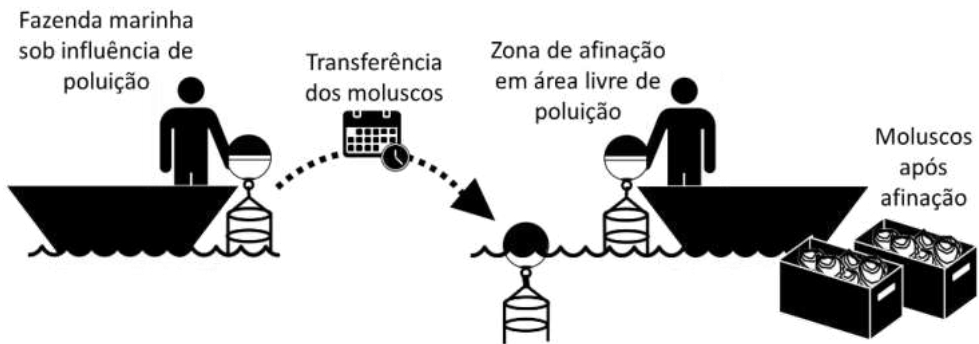 Fazenda marinha
sob influência de
poluição
Transferência
dos moluscos
Zona de afinação
em área livre de
poluição
Moluscos
após
afinação